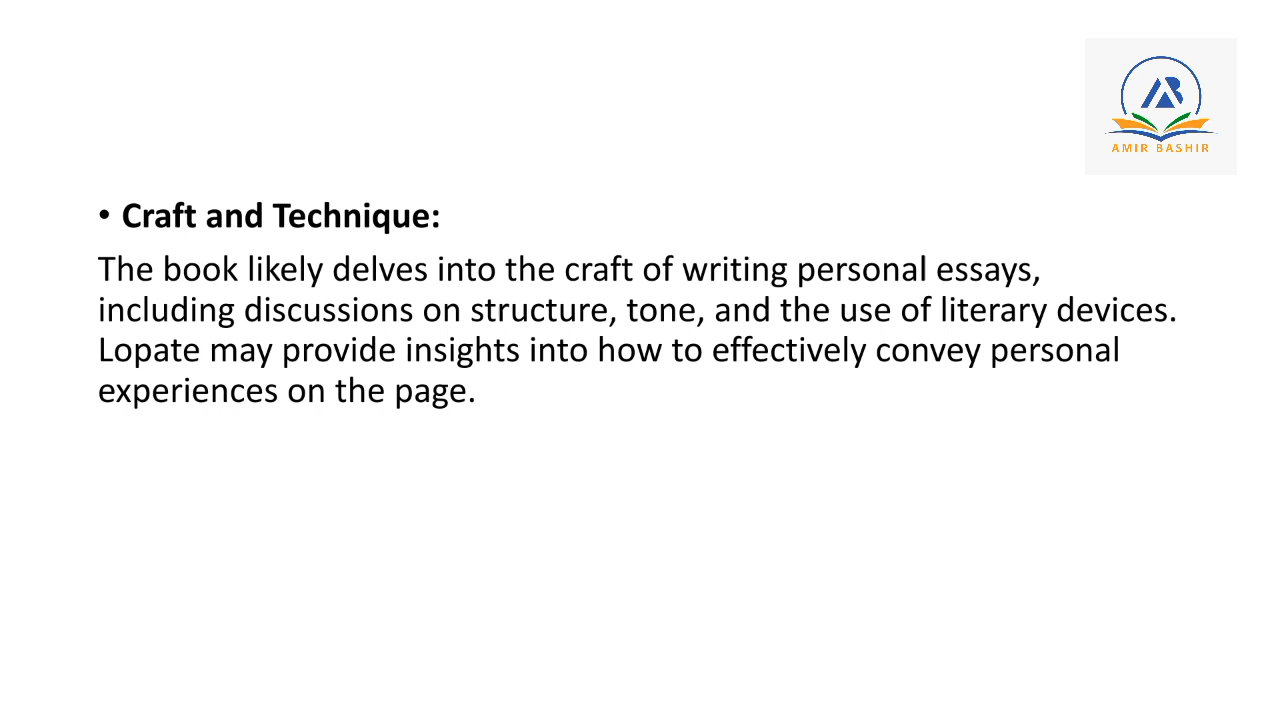 AMIR BASHIR
• Craft and Technique:
The book likely delves into the craft of writing personal essays,
including discussions on structure, tone, and the use of literary devices.
Lopate may provide insights into how to effectively convey personal
experiences on the page.